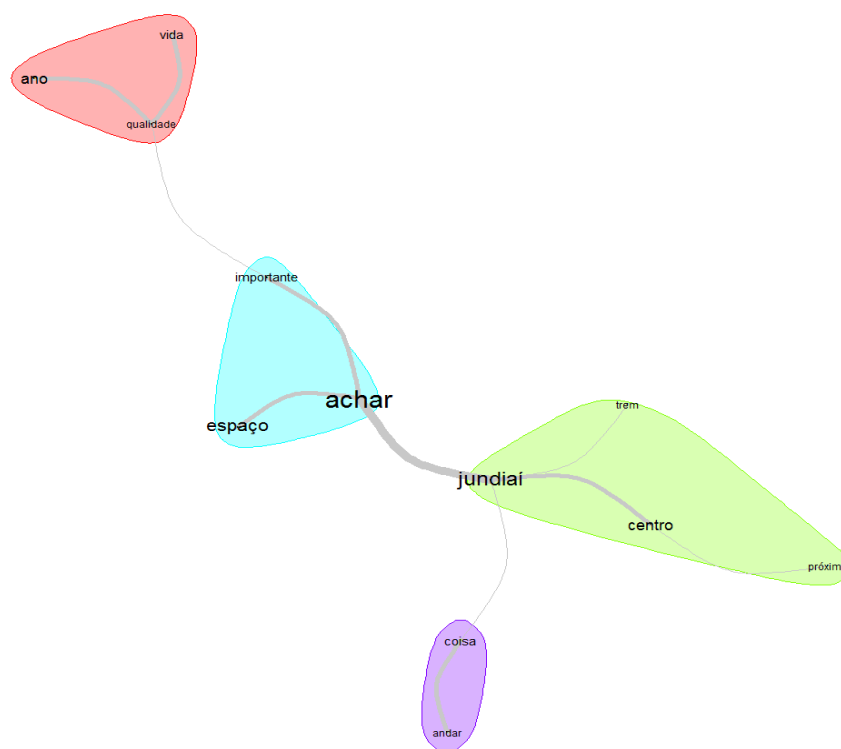 vida
ano
qualidade
importante
achar
espaço
trem
jundiaí
centro
próxim
coisa
andar